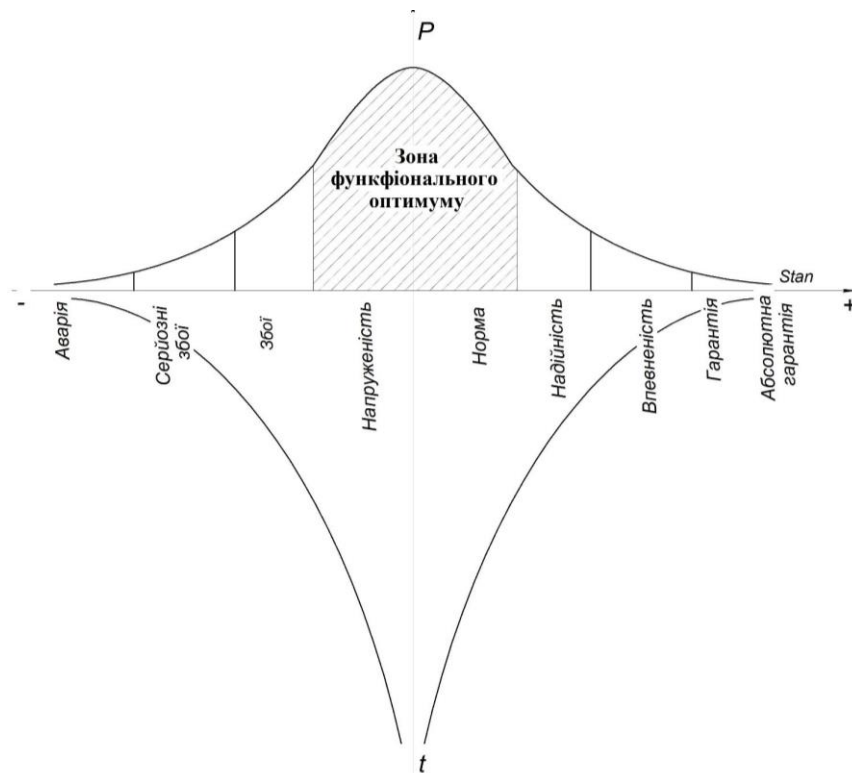 P
Зона
функфіонального
оптимуму
Stan
-
+
Аварія
Серйозні
збої
Збої
Напруженість
Норма
Надійність
Впевненість
Гарантія
Абсолютна
гарантія
t